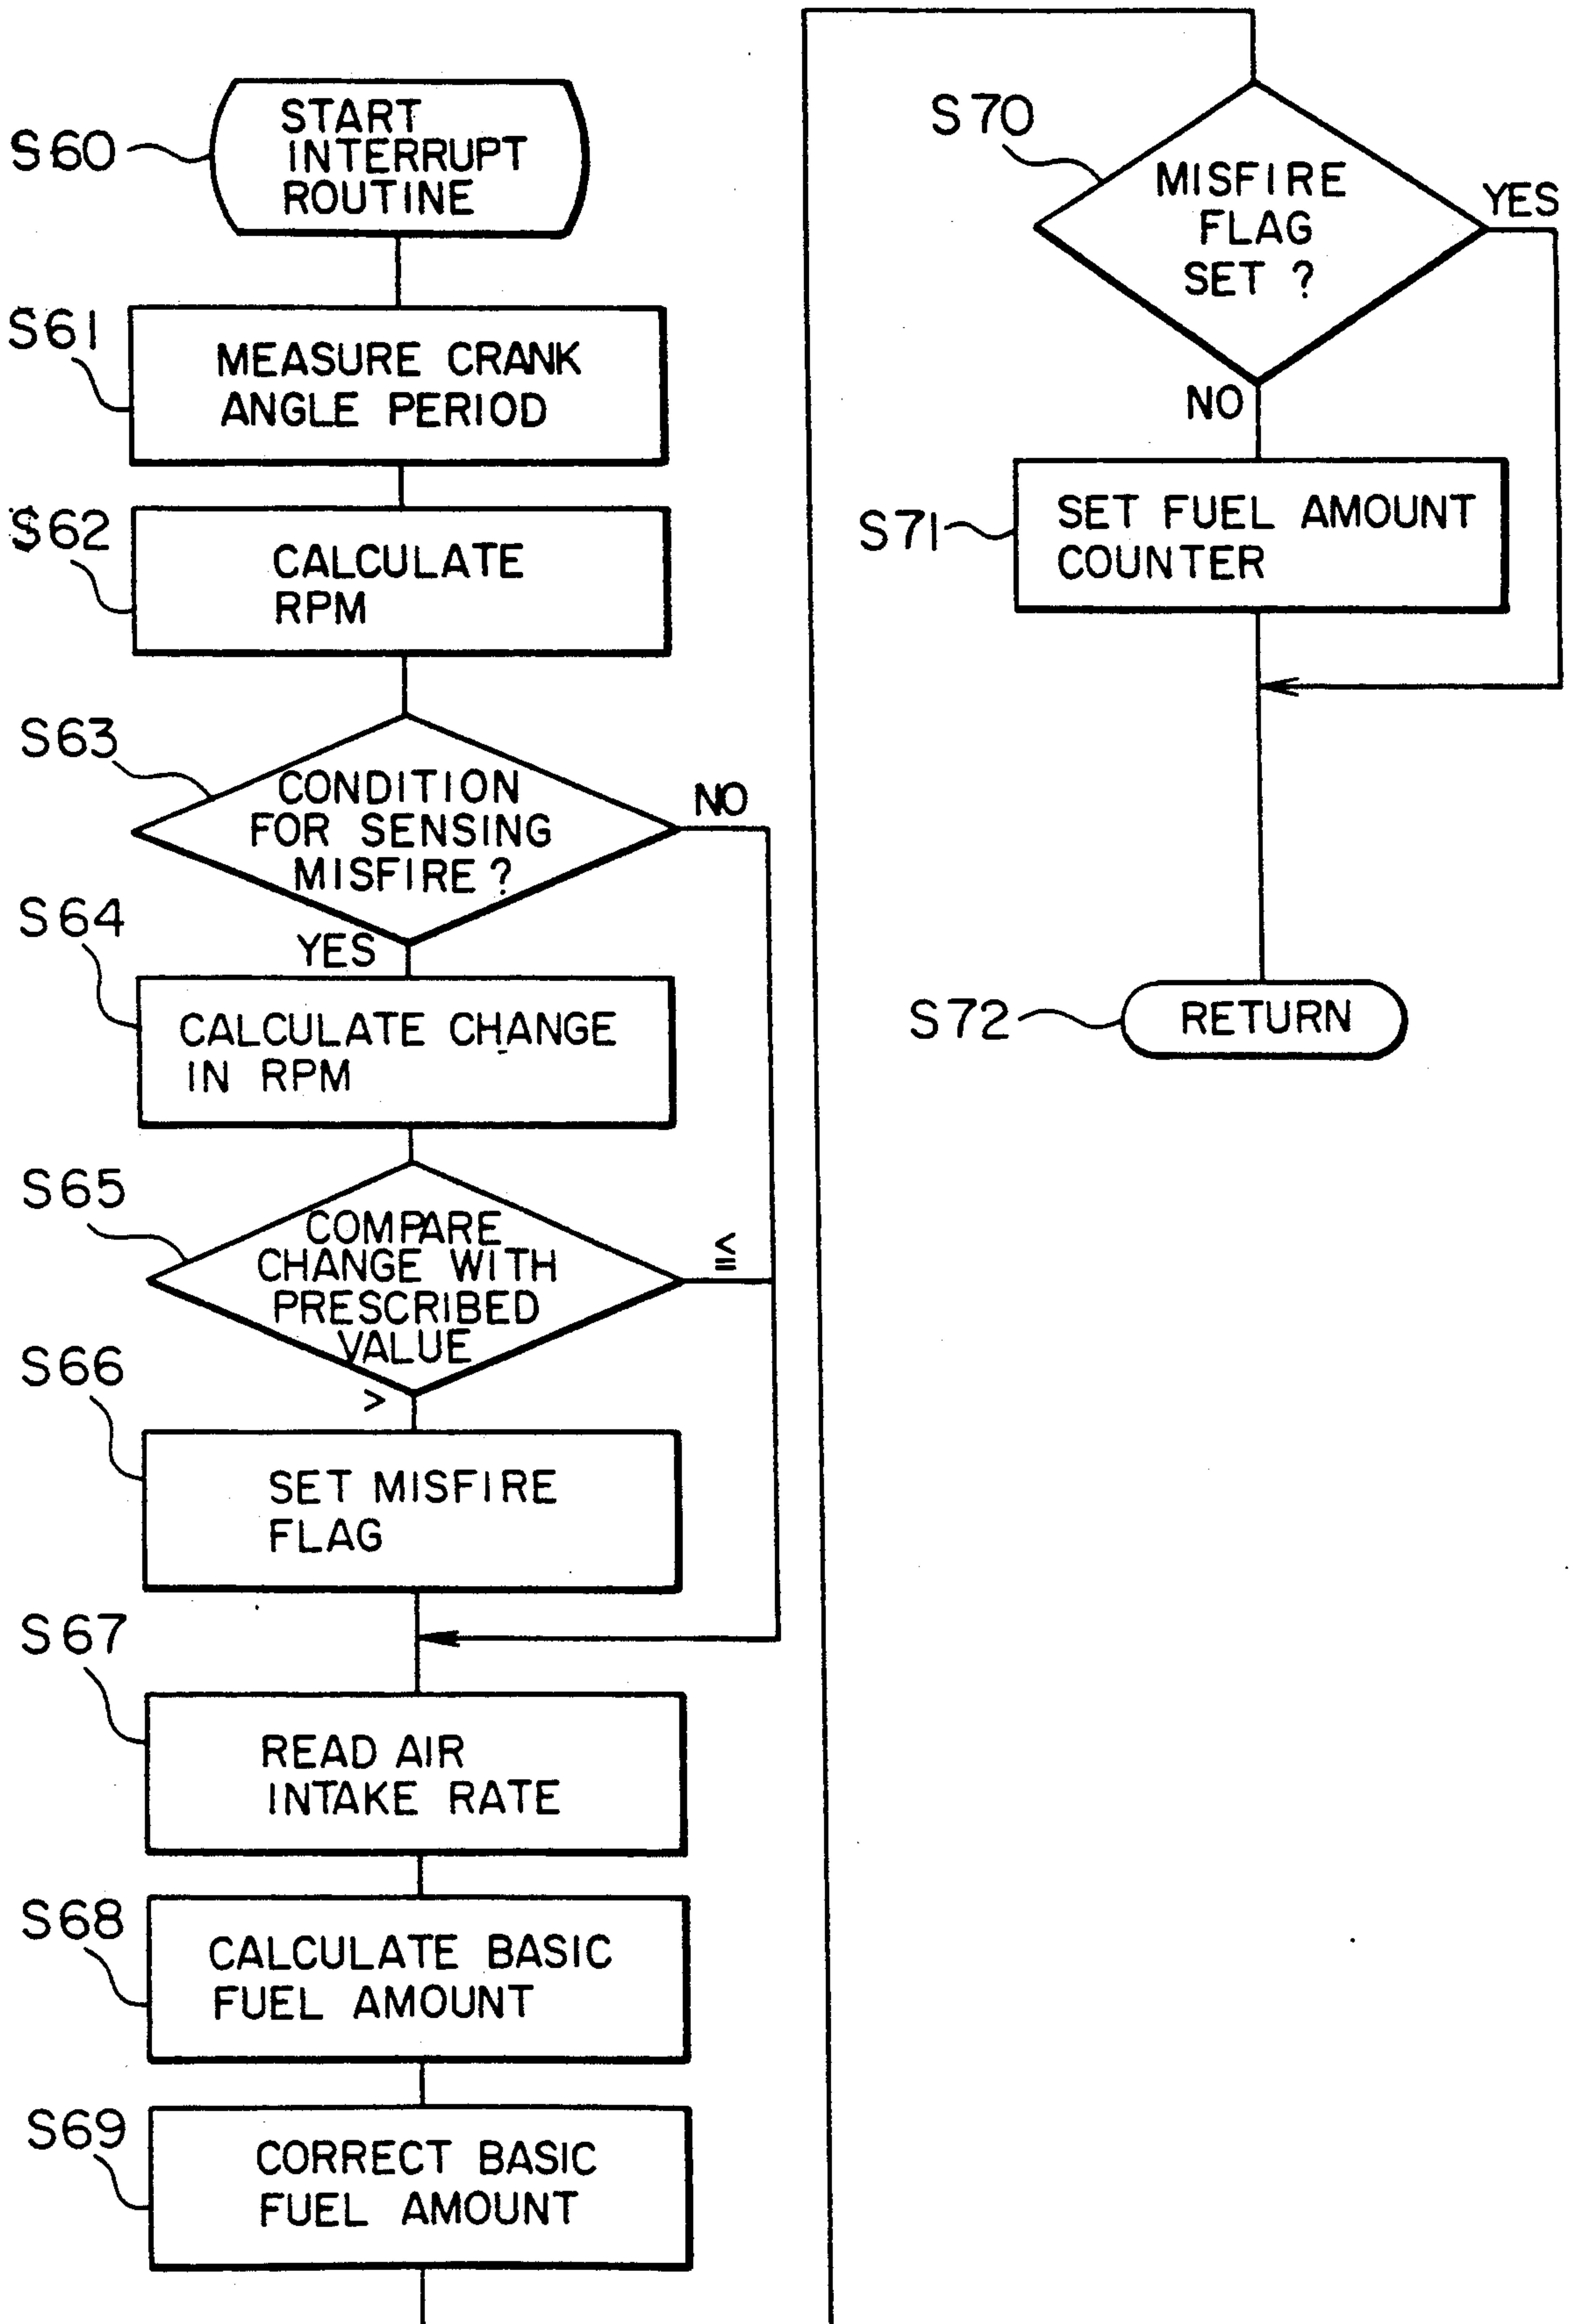 S60
START
INTERRUPT
ROUTINE
S61
MEASURE CRANK
ANGLE PERIOD
S62
CALCULATE
RPM
S63
CONDITION
FOR SENSING
MISFIRE?
NO
YES
S64
CALCULATE CHANGE
IN RPM
S65
COMPARE
CHANGE WITH
PRESCRIBED
VALUE
≦
>
S66
SET MISFIRE
FLAG
S67
READ AIR
INTAKE RATE
S68
CALCULATE BASIC
FUEL AMOUNT
S69
CORRECT BASIC
FUEL AMOUNT
S70
MISFIRE
FLAG
SET ?
YES
NO
S71
SET FUEL AMOUNT
COUNTER
S72
RETURN